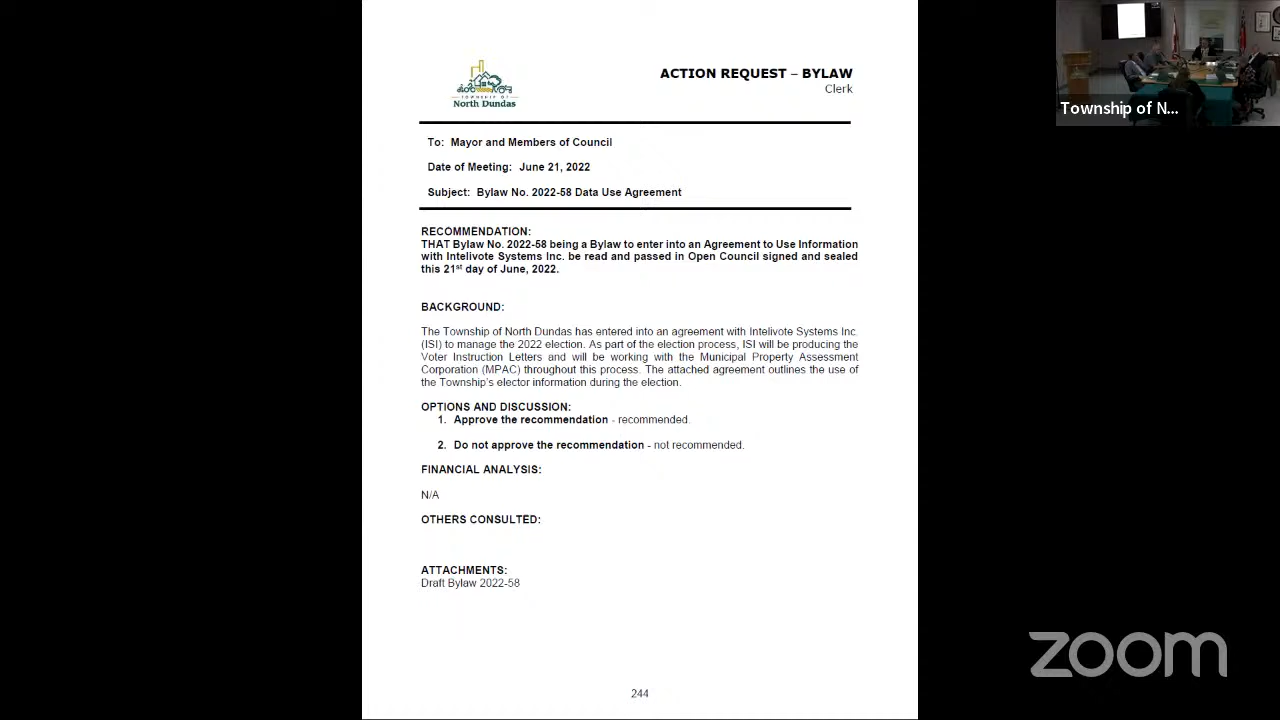 TOWNSHIP OF
North Dundas
ACTION REQUEST – BYLAW
Clerk
To: Mayor and Members of Council
Date of Meeting: June 21, 2022
Subject: Bylaw No. 2022-58 Data Use Agreement
RECOMMENDATION:
THAT Bylaw No. 2022-58 being a Bylaw to enter into an Agreement to Use Information
with Intelivote Systems Inc. be read and passed in Open Council signed and sealed
this 21st day of June, 2022.
BACKGROUND:
The Township of North Dundas has entered into an agreement with Intelivote Systems Inc.
(ISI) to manage the 2022 election. As part of the election process, ISI will be producing the
Voter Instruction Letters and will be working with the Municipal Property Assessment
Corporation (MPAC) throughout this process. The attached agreement outlines the use of
the Township's elector information during the election.
OPTIONS AND DISCUSSION:
1. Approve the recommendation - recommended.
2. Do not approve the recommendation - not recommended.
FINANCIAL ANALYSIS:
N/A
OTHERS CONSULTED:
ATTACHMENTS:
Draft Bylaw 2022-58
244
Township of N...
zoom